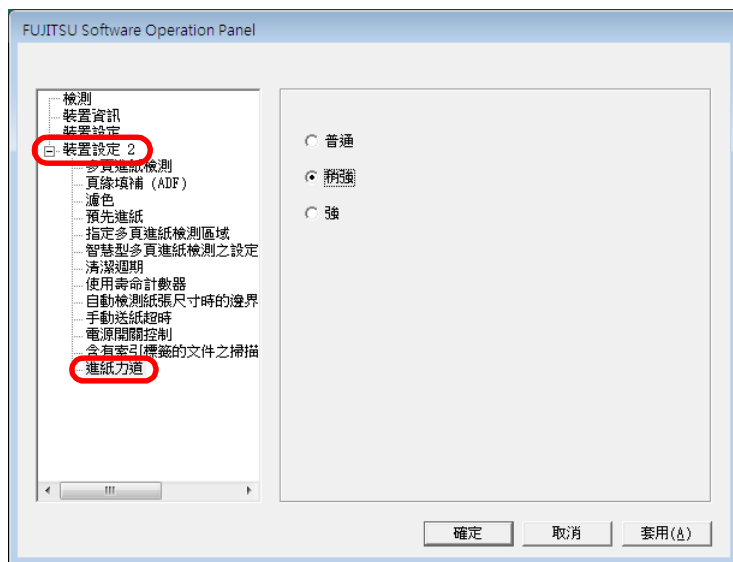 FUJITSU Software Operation Panel
檢測
裝置資訊
裝置設定
裝置設定 2
多頁進紙檢測
頁緣填補 (ADF)
濾色
預先進紙
指定多頁進紙檢測區域
智慧型多頁進紙檢測之設定
清潔週期
使用壽命計數器
自動檢測紙張尺寸時的邊界
手動送紙超時
電源開關控制
含有索引標籤的文件之掃描
進紙力道
普通
稍強
強
確定
取消
套用(A)